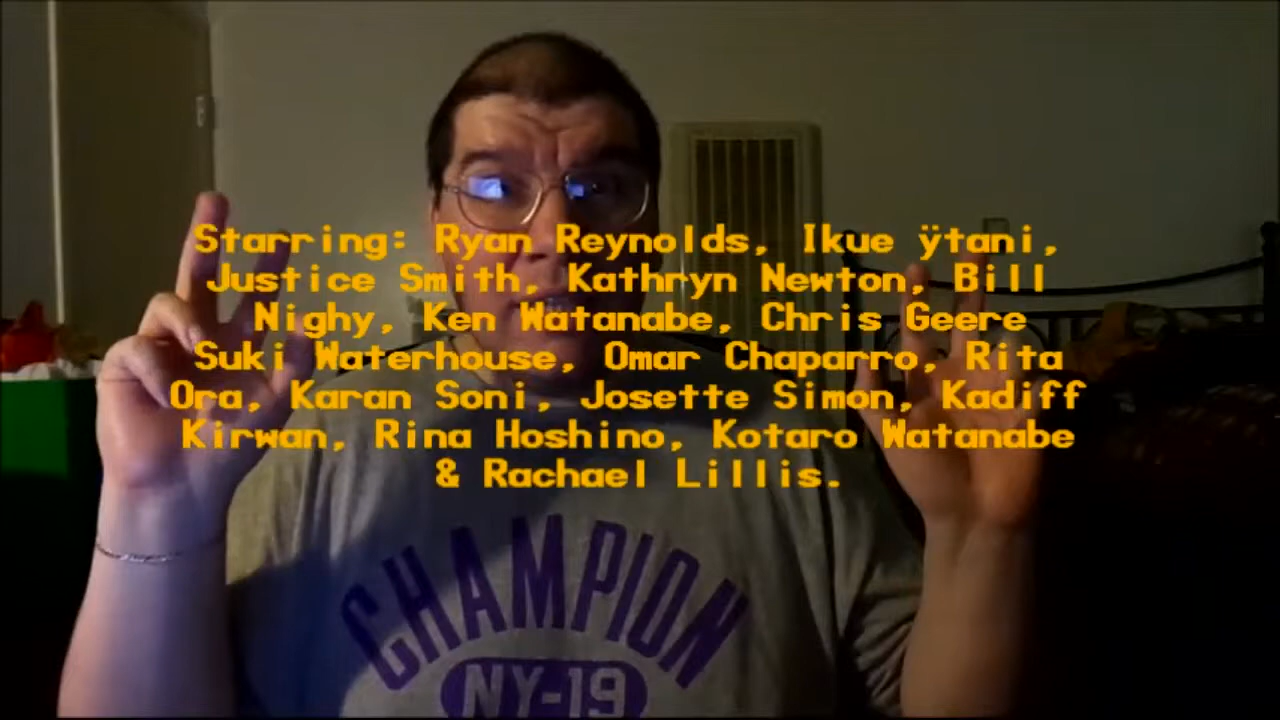 Starring: Ryan Reynolds, Ikue ÿtani,
Justice Smith, Kathryn Newton, Bill
Nighy, Ken Watanabe, Chris Geere
Suki Waterhouse, Omar Chaparro, Rita
Ora, Karan Soni, Josette Simon, Kadiff
Kirwan, Rina Hoshino, Kotaro Watanabe
& Rachael Lillis.
CHAMPION
NY-19